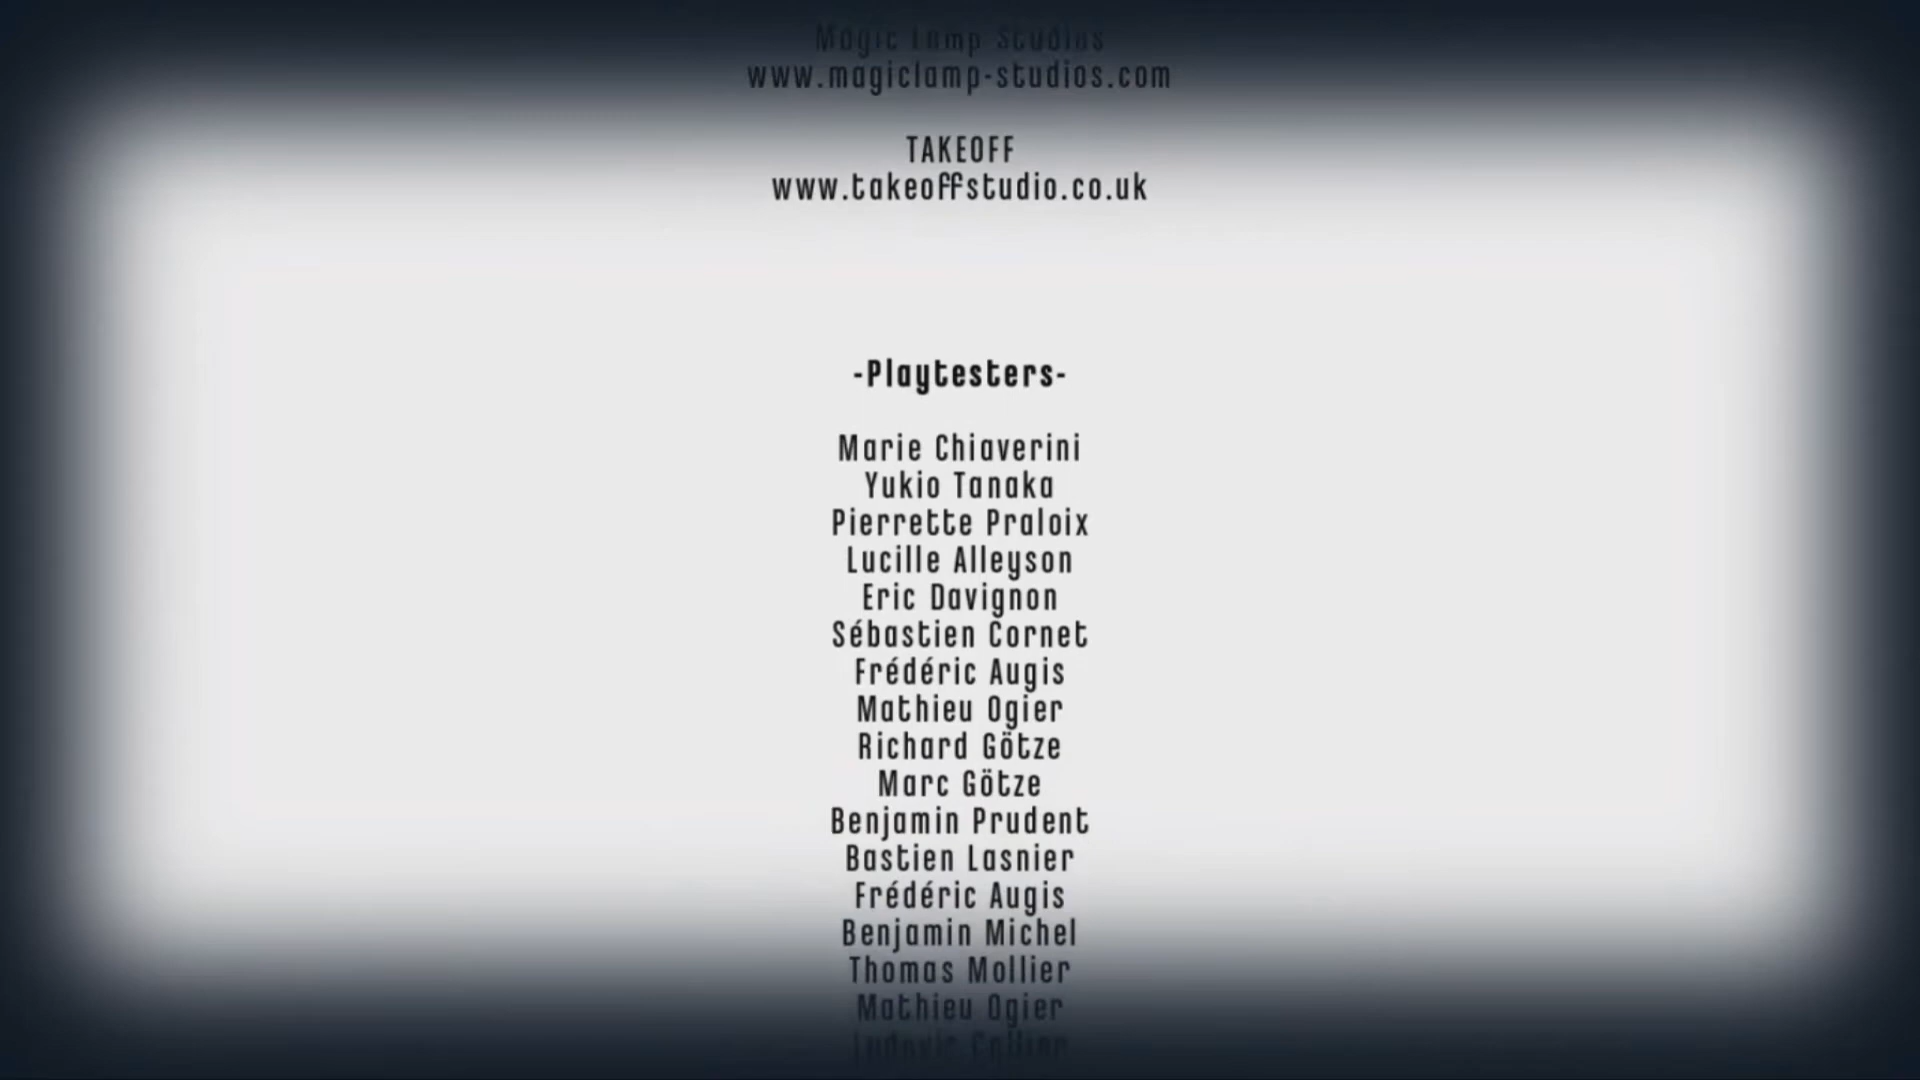 Magic Lamp Studios
www.magiclamp-studios.com
TAKEOFF
www.takeoffstudio.co.uk
-Playtesters-
Marie Chiaverini
Yukio Tanaka
Pierrette Praloix
Lucille Alleyson
Eric Davignon
Sébastien Cornet
Frédéric Augis
Mathieu Ogier
Richard Götze
Marc Götze
Benjamin Prudent
Bastien Lasnier
Frédéric Augis
Benjamin Michel
Thomas Mollier
Mathieu Ogier
Ludovic